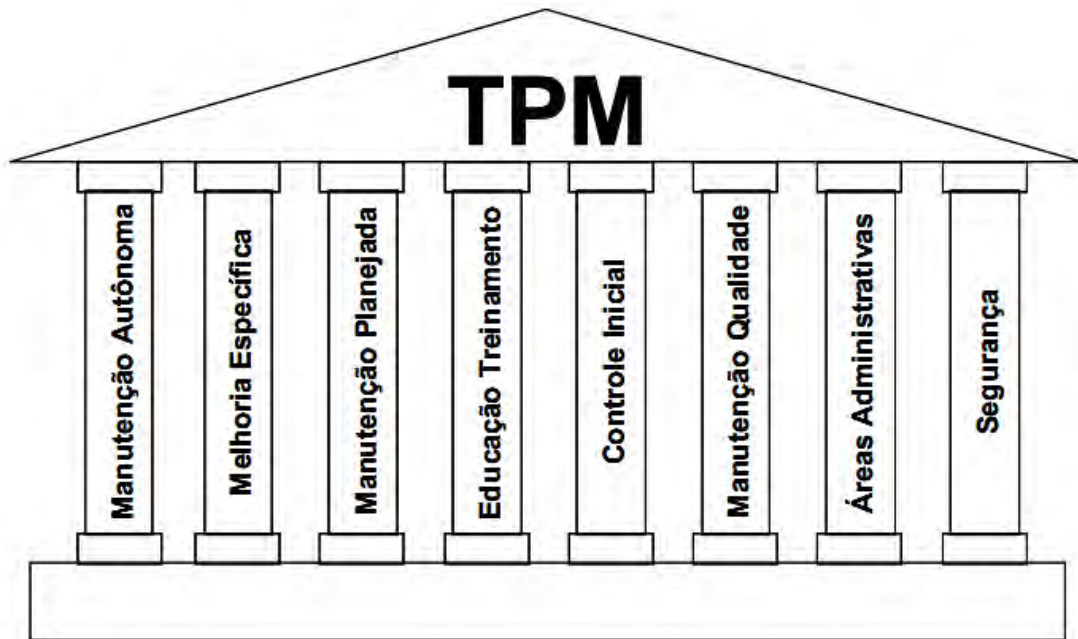 TPM
Manutenção Autônoma
Melhoria Específica
Manutenção Planejada
Educação Treinamento
Controle Inicial
Manutenção Qualidade
Áreas Administrativas
Segurança